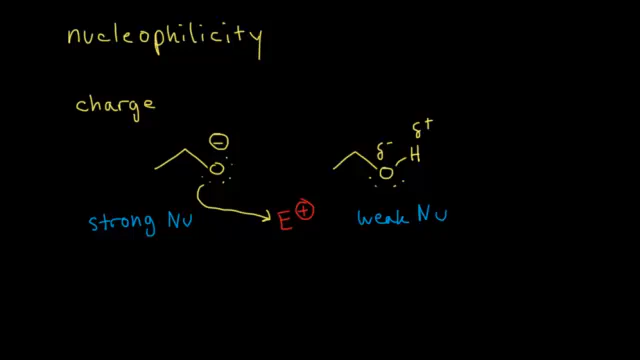 nucleophilicity
charge
− δ+
δ− H
O O
strong Nu E+ weak Nu